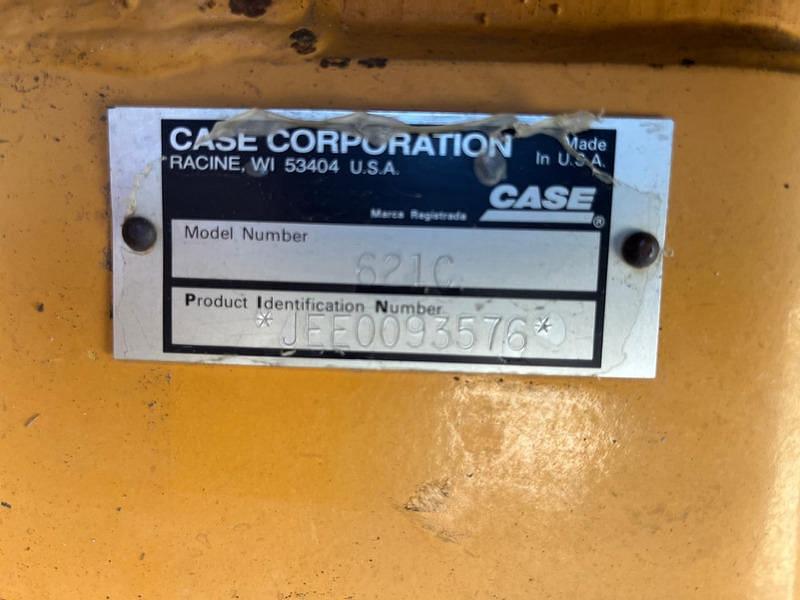 CASE CORPORATION
RACINE, WI 53404 U.S.A.
Made
In U.S.A.
CASE®
Marca Registrada
Model Number
621C
Product Identification Number
*JEE0093576*